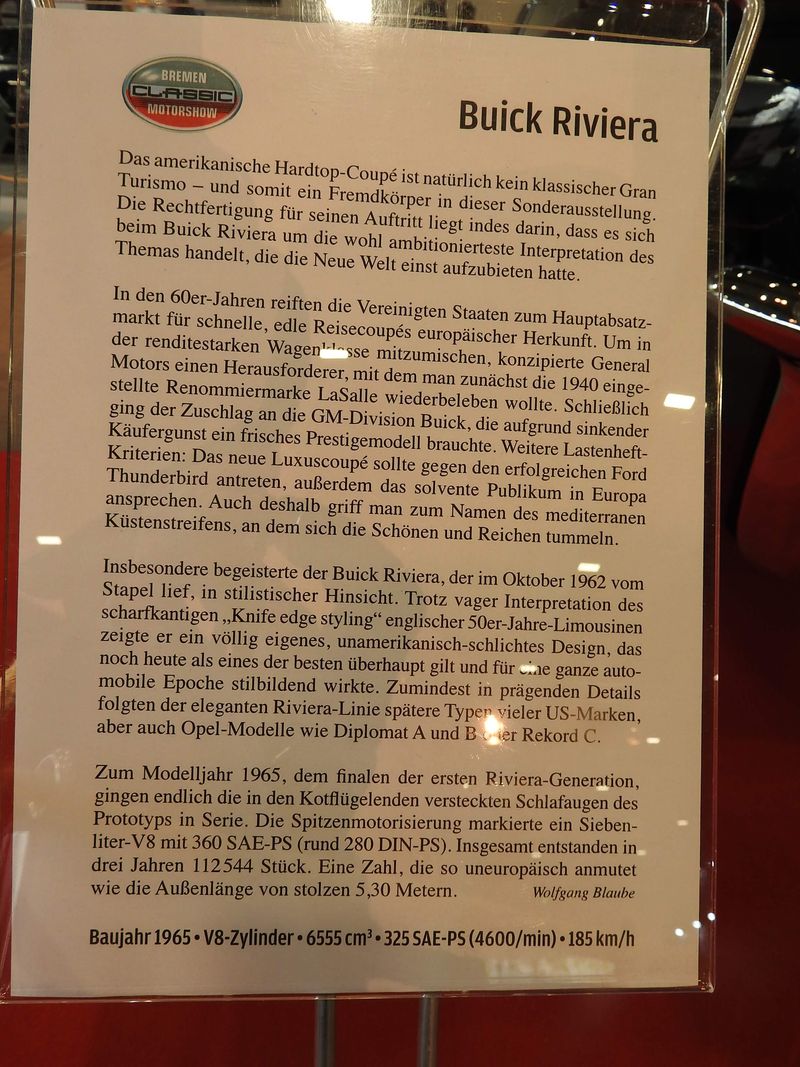 BREMEN
CLASSIC
MOTORSHOW
Buick Riviera
Das amerikanische Hardtop-Coupé ist natürlich kein klassischer Gran
Turismo – und somit ein Fremdkörper in dieser Sonderausstellung.
Die Rechtfertigung für seinen Auftritt liegt indes darin, dass es sich
beim Buick Riviera um die wohl ambitionierteste Interpretation des
Themas handelt, die die Neue Welt einst aufzubieten hatte.
In den 60er-Jahren reiften die Vereinigten Staaten zum Hauptabsatz-
markt für schnelle, edle Reisecoupés europäischer Herkunft. Um in
der renditestarken Wagenklasse mitzumischen, konzipierte General
Motors einen Herausforderer, mit dem man zunächst die 1940 einge-
stellte Renommiermarke LaSalle wiederbeleben wollte. Schließlich
ging der Zuschlag an die GM-Division Buick, die aufgrund sinkender
Käufergunst ein frisches Prestigemodell brauchte. Weitere Lastenheft-
Kriterien: Das neue Luxuscoupé sollte gegen den erfolgreichen Ford
Thunderbird antreten, außerdem das solvente Publikum in Europa
ansprechen. Auch deshalb griff man zum Namen des mediterranen
Küstenstreifens, an dem sich die Schönen und Reichen tummeln.
Insbesondere begeisterte der Buick Riviera, der im Oktober 1962 vom
Stapel lief, in stilistischer Hinsicht. Trotz vager Interpretation des
scharfkantigen „Knife edge styling“ englischer 50er-Jahre-Limousinen
zeigte er ein völlig eigenes, unamerikanisch-schlichtes Design, das
noch heute als eines der besten überhaupt gilt und für eine ganze auto-
mobile Epoche stilbildend wirkte. Zumindest in prägenden Details
folgten der eleganten Riviera-Linie spätere Typen vieler US-Marken,
aber auch Opel-Modelle wie Diplomat A und B oder Rekord C.
Zum Modelljahr 1965, dem finalen der ersten Riviera-Generation,
gingen endlich die in den Kotflügelenden versteckten Schlafaugen des
Prototyps in Serie. Die Spitzenmotorisierung markierte ein Sieben-
liter-V8 mit 360 SAE-PS (rund 280 DIN-PS). Insgesamt entstanden in
drei Jahren 112544 Stück. Eine Zahl, die so uneuropäisch anmutet
wie die Außenlänge von stolzen 5,30 Metern. Wolfgang Blaube
Baujahr 1965 • V8-Zylinder • 6555 cm³ • 325 SAE-PS (4600/min) • 185 km/h